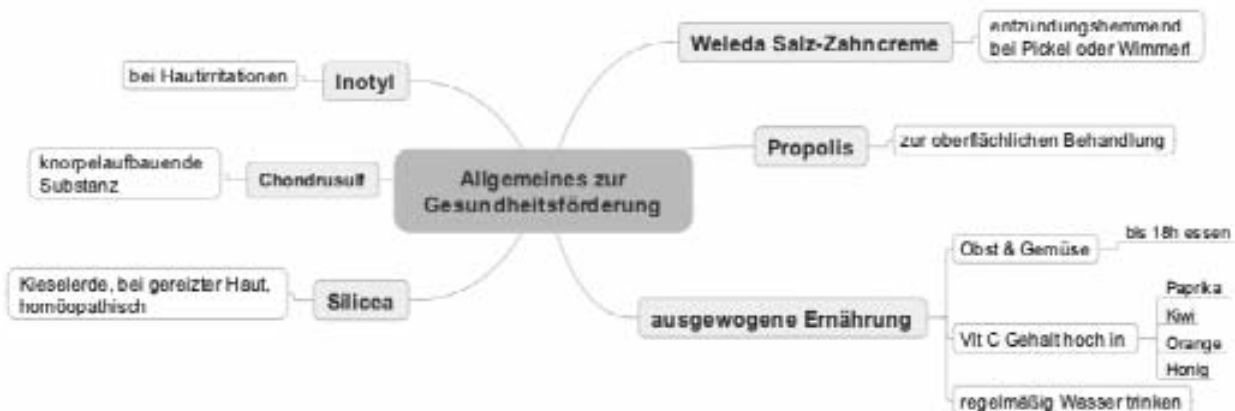 Allgemeines zur
Gesundheitsförderung
Weleda Salz-Zahncreme
entzündungshemmend
bei Pickel oder Wimmerl
Propolis
zur oberflächlichen Behandlung
ausgewogene Ernährung
Obst & Gemüse
bis 18h essen
Vit C Gehalt hoch in
Paprika
Kiwi
Orange
Honig
regelmäßig Wasser trinken
Inotyl
bei Hautirritationen
Chondrusulf
knorpelaufbauende
Substanz
Silicea
Kieselerde, bei gereizter Haut,
homöopathisch